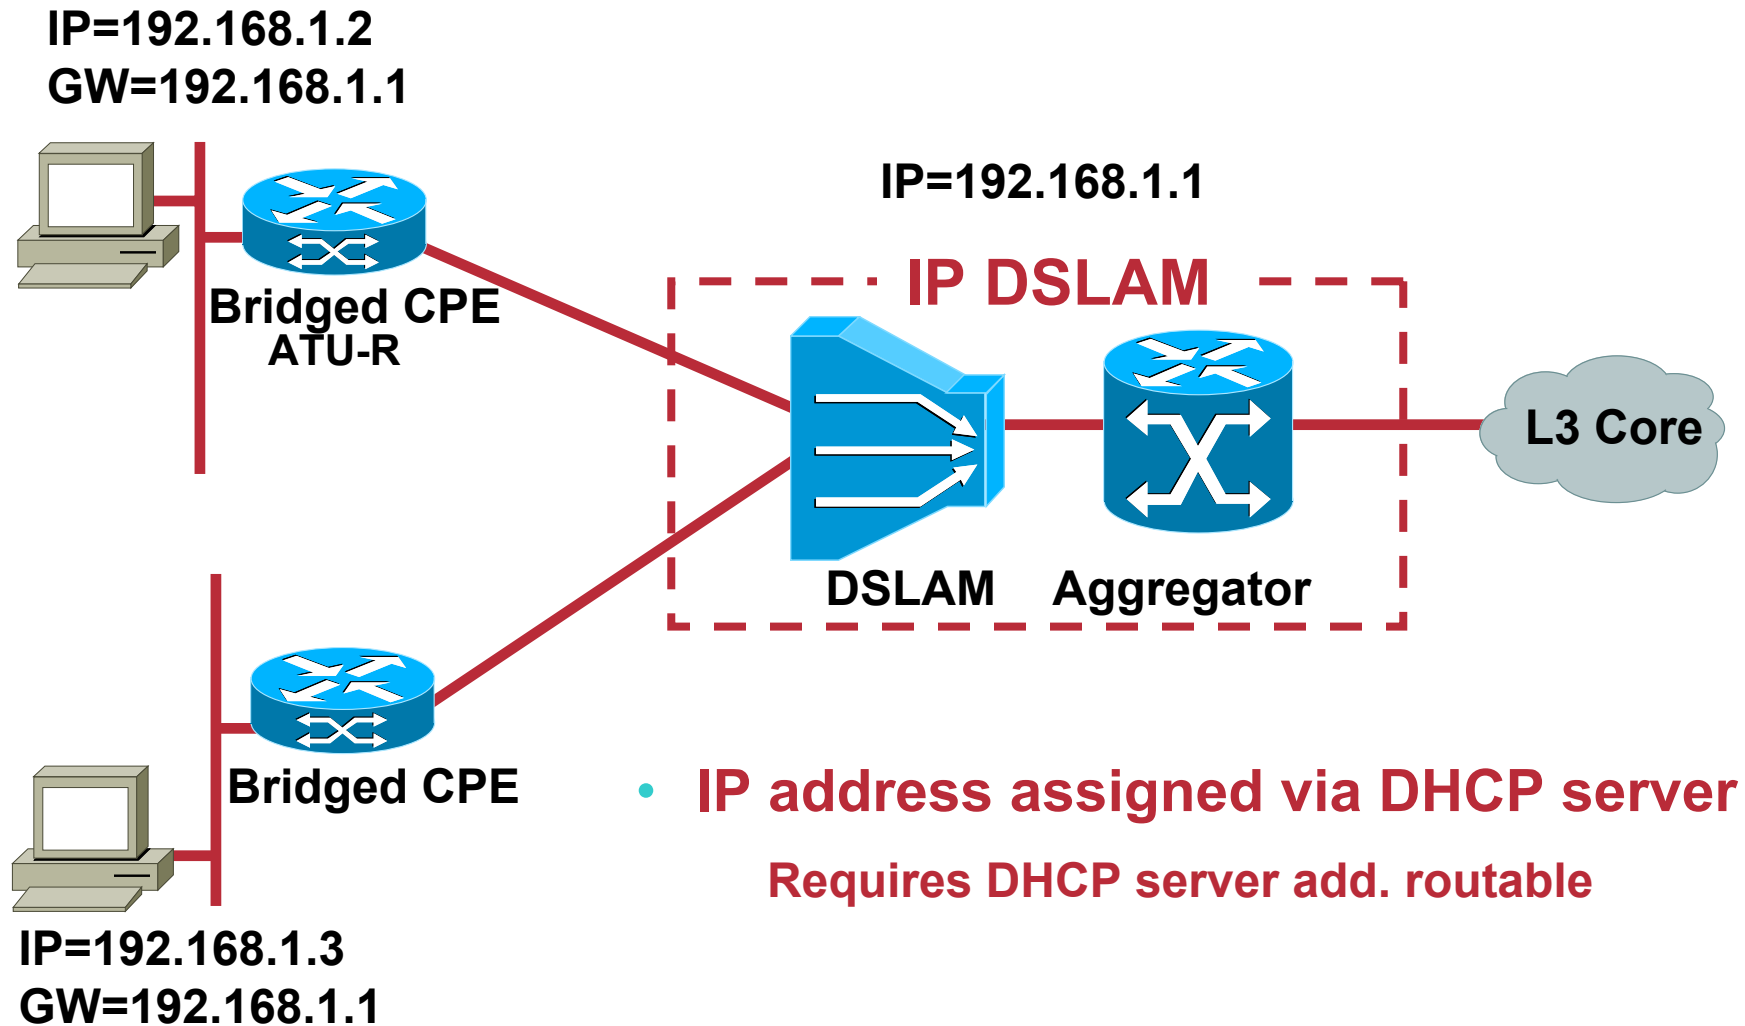 IP=192.168.1.2
GW=192.168.1.1
IP=192.168.1.1
IP DSLAM
Bridged CPE
ATU-R
L3 Core
DSLAM
Aggregator
Bridged CPE
• IP address assigned via DHCP server
Requires DHCP server add. routable
IP=192.168.1.3
GW=192.168.1.1